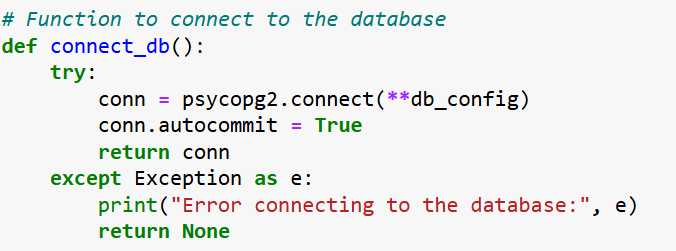 # Function to connect to the database
def connect_db():
    try:
        conn = psycopg2.connect(**db_config)
        conn.autocommit = True
        return conn
    except Exception as e:
        print("Error connecting to the database:", e)
        return None